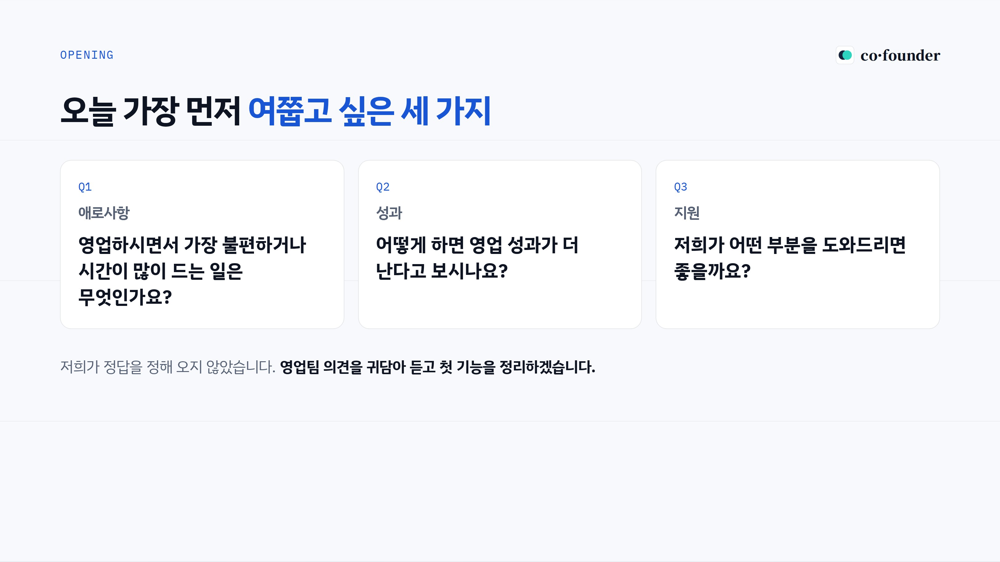 OPENING
co·founder
오늘 가장 먼저 여쭙고 싶은 세 가지
Q1
애로사항
영업하시면서 가장 불편하거나
시간이 많이 드는 일은
무엇인가요?
Q2
성과
어떻게 하면 영업 성과가 더
난다고 보시나요?
Q3
지원
저희가 어떤 부분을 도와드리면
좋을까요?
저희가 정답을 정해 오지 않았습니다. 영업팀 의견을 귀담아 듣고 첫 기능을 정리하겠습니다.